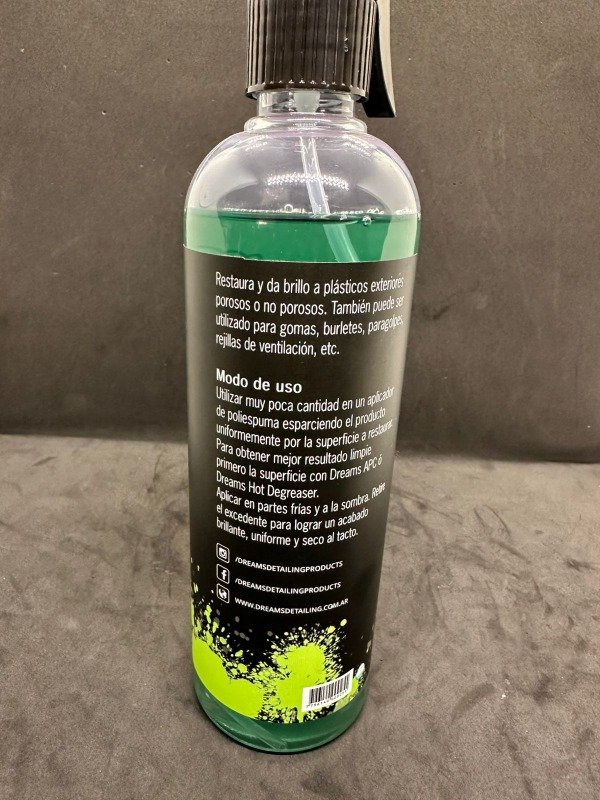 Restaura y da brillo a plásticos exteriores
porosos o no porosos. También puede ser
utilizado para gomas, burletes, paragolpes,
rejillas de ventilación, etc.
Modo de uso
Utilizar muy poca cantidad en un aplicador
de poliespuma esparciendo el producto
uniformemente por la superficie a restaurar.
Para obtener mejor resultado limpie
primero la superficie con Dreams APC ó
Dreams Hot Degreaser.
Aplicar en partes frías y a la sombra. Retire
el excedente para lograr un acabado
brillante, uniforme y seco al tacto.
/DREAMSDETAILINGPRODUCTS
/DREAMSDETAILINGPRODUCTS
WWW.DREAMSDETAILING.COM.AR